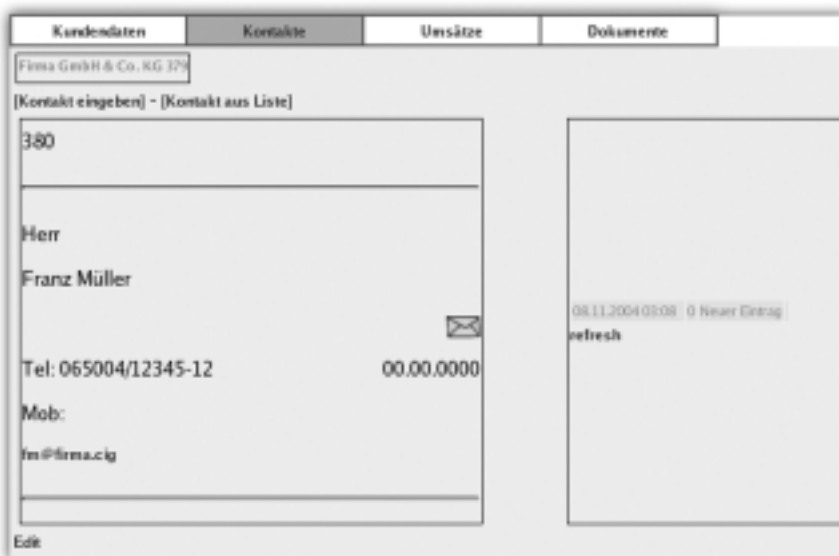 Kundendaten Kontakte Umsätze Dokumente
Firma GmbH & Co. KG 379
[Kontakt eingeben] - [Kontakt aus Liste]
380
Herr
Franz Müller
Tel: 065004/12345-12 00.00.0000
Mob:
fm@firma.cig
08.11.2004 03:08 0 Neuer Eintrag
refresh
Edit